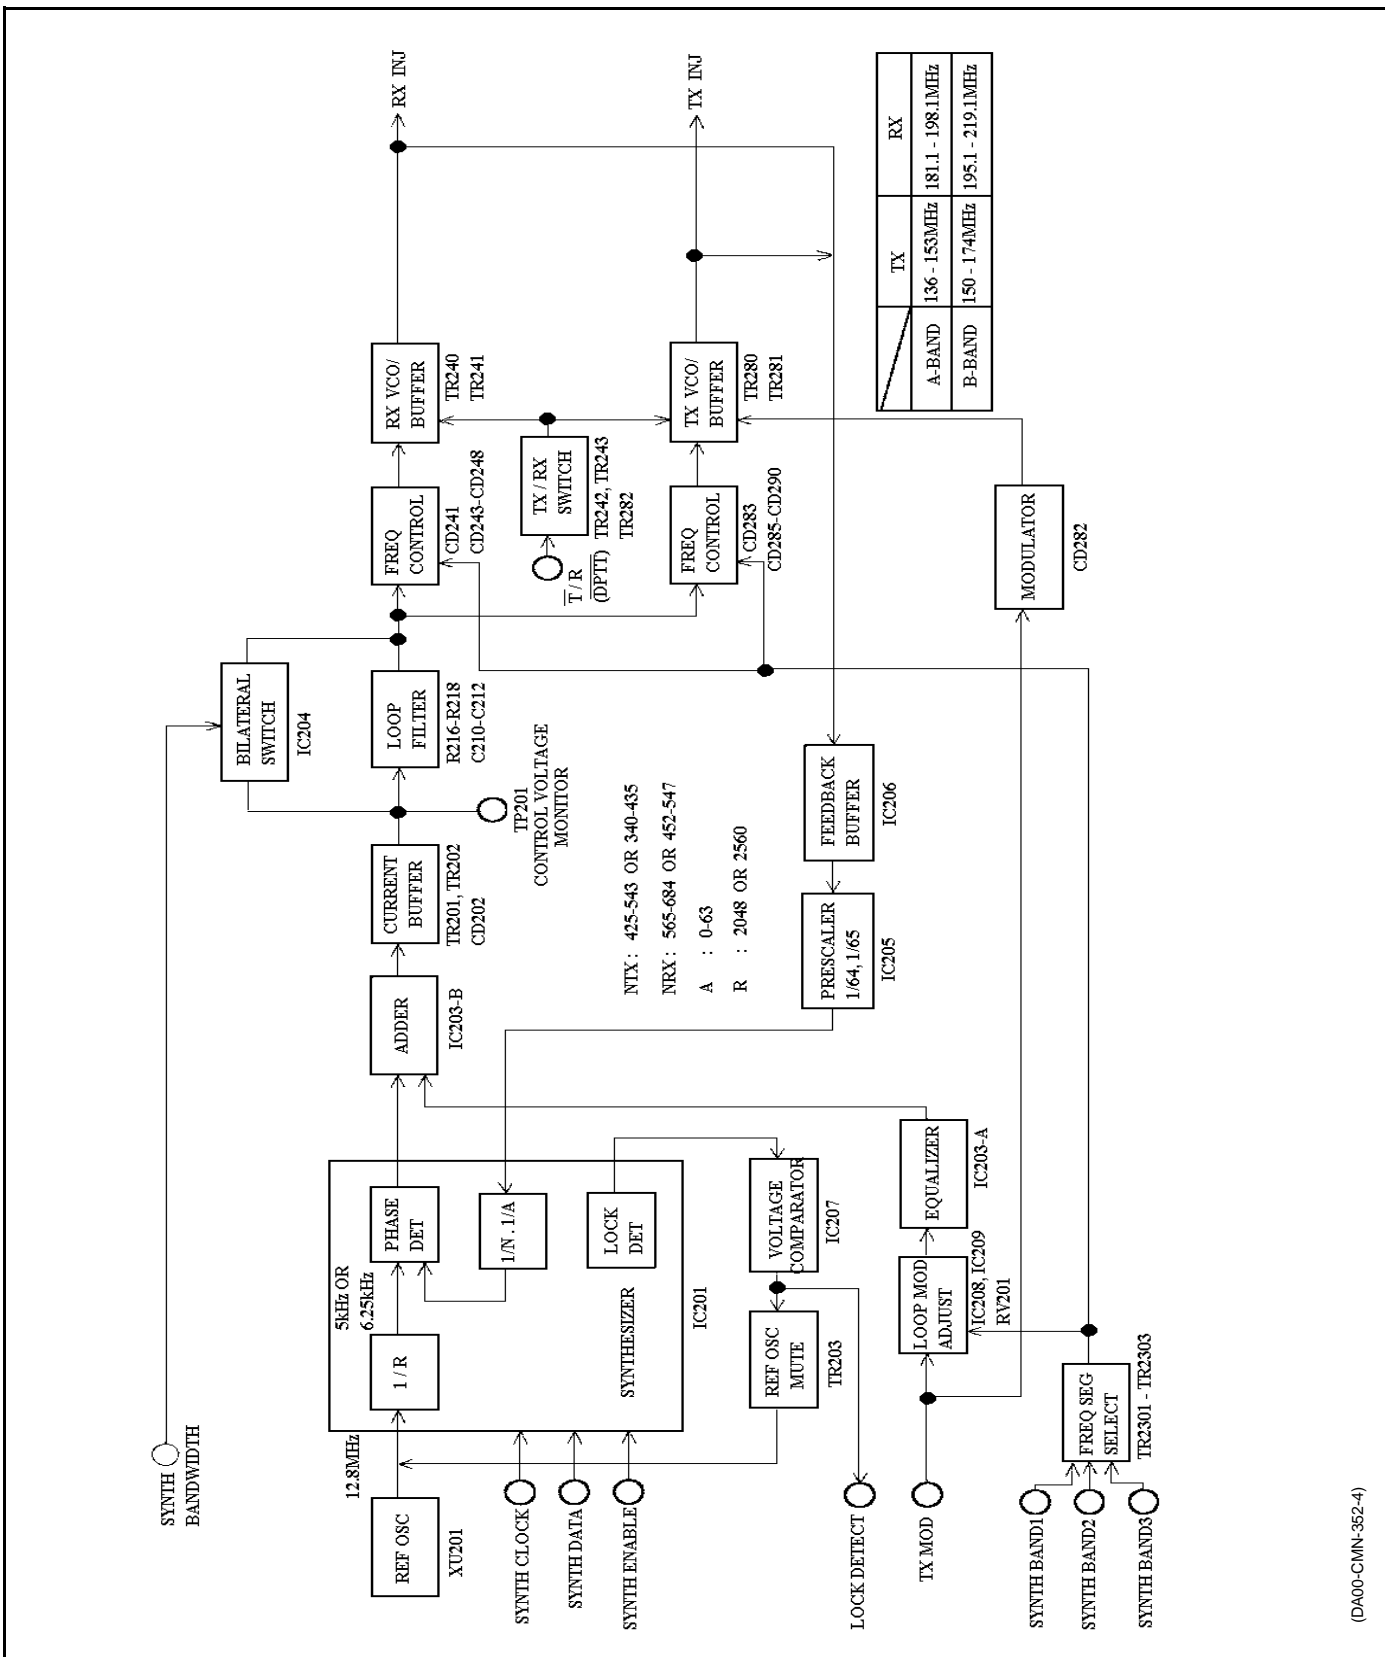 SYNTH
BANDWIDTH
BILATERAL
SWITCH
IC204
REF OSC
XU201
12.8MHz
1 / R
5kHz OR
6.25kHz
PHASE
DET
1/N . 1/A
LOCK
DET
SYNTHESIZER
IC201
ADDER
IC203-B
CURRENT
BUFFER
TR201, TR202
CD202
TP201
CONTROL VOLTAGE
MONITOR
LOOP
FILTER
R216-R218
C210-C212
FREQ
CONTROL
CD241
CD243-CD248
RX VCO/
BUFFER
TR240
TR241
RX INJ
T / R
(DPTT)
TX / RX
SWITCH
TR242, TR243
TR282
FREQ
CONTROL
CD283
CD285-CD290
TX VCO/
BUFFER
TR280
TR281
TX INJ
SYNTH CLOCK
SYNTH DATA
SYNTH ENABLE
NTX : 425-543 OR 340-435
NRX : 565-684 OR 452-547
A : 0-63
R : 2048 OR 2560
REF OSC
MUTE
TR203
VOLTAGE
COMPARATOR
IC207
PRESCALER
1/64, 1/65
IC205
FEEDBACK
BUFFER
IC206
LOCK DETECT
TX MOD
LOOP MOD
ADJUST
IC208, IC209
RV201
EQUALIZER
IC203-A
MODULATOR
CD282
SYNTH BAND1
SYNTH BAND2
SYNTH BAND3
FREQ SEG
SELECT
TR2301 - TR2303
TX RX
A-BAND 136 - 153MHz 181.1 - 198.1MHz
B-BAND 150 - 174MHz 195.1 - 219.1MHz
(DA00-CMN-352-4)